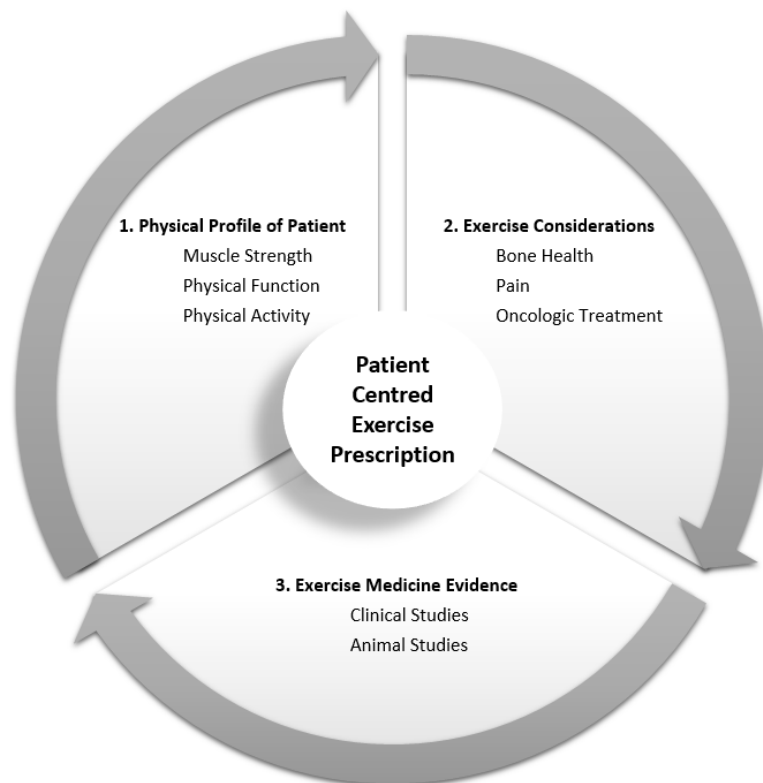 1. Physical Profile of Patient
Muscle Strength
Physical Function
Physical Activity
2. Exercise Considerations
Bone Health
Pain
Oncologic Treatment
Patient
Centred
Exercise
Prescription
3. Exercise Medicine Evidence
Clinical Studies
Animal Studies